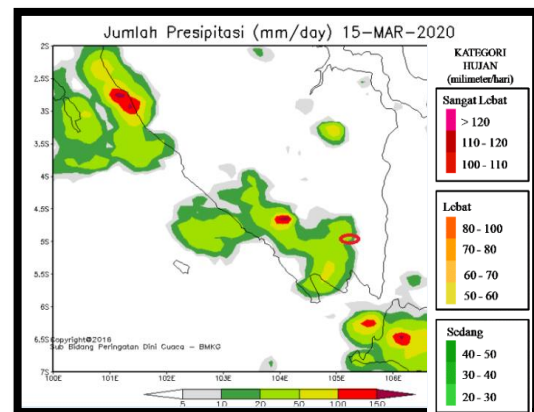 Jumlah Presipitasi (mm/day) 15-MAR-2020
2S
2.5S
3S
3.5S
4S
4.5S
5S
5.5S
6S
6.5S
7S
100E
101E
102E
103E
104E
105E
106E
Copyright©2016
Sub Bidang Peringatan Dini Cuaca - BMKG
5
10
20
50
100
150
KATEGORI
HUJAN
(milimeter/hari)
Sangat Lebat
> 120
110 - 120
100 - 110
Lebat
80 - 100
70 - 80
60 - 70
50 - 60
Sedang
40 - 50
30 - 40
20 - 30